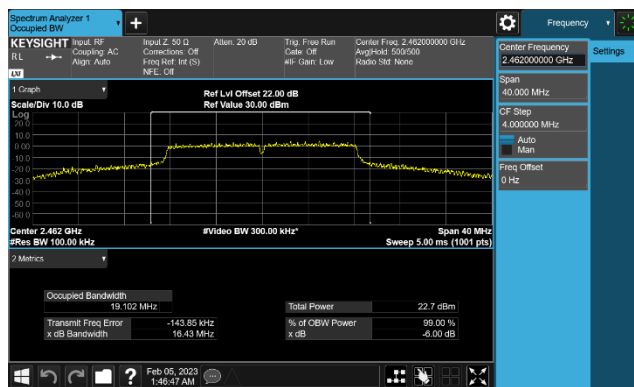 Spectrum Analyzer 1
Occupied BW
Frequency
KEYSIGHT
RL
LXI
Input: RF
Coupling: AC
Align: Auto
Input Z: 50 Ω
Corrections: Off
Freq Ref: Int (S)
NFE: Off
Atten: 20 dB
Trig: Free Run
Gate: Off
#IF Gain: Low
Center Freq: 2.462000000 GHz
Avg|Hold: 500/500
Radio Std: None
Center Frequency
2.462000000 GHz
Settings
Span
40.000 MHz
CF Step
4.000000 MHz
Auto
Man
Freq Offset
0 Hz
1 Graph
Scale/Div 10.0 dB
Ref Lvl Offset 22.00 dB
Ref Value 30.00 dBm
Log
20.0
10.0
0.00
-10.0
-20.0
-30.0
-40.0
-50.0
-60.0
Center 2.462 GHz
#Video BW 300.00 kHz*
Span 40 MHz
#Res BW 100.00 kHz
Sweep 5.00 ms (1001 pts)
2 Metrics
Occupied Bandwidth
19.102 MHz
Total Power 22.7 dBm
Transmit Freq Error -143.85 kHz
% of OBW Power 99.00 %
x dB Bandwidth 16.43 MHz
x dB -6.00 dB
?
Feb 05, 2023
1:46:47 AM